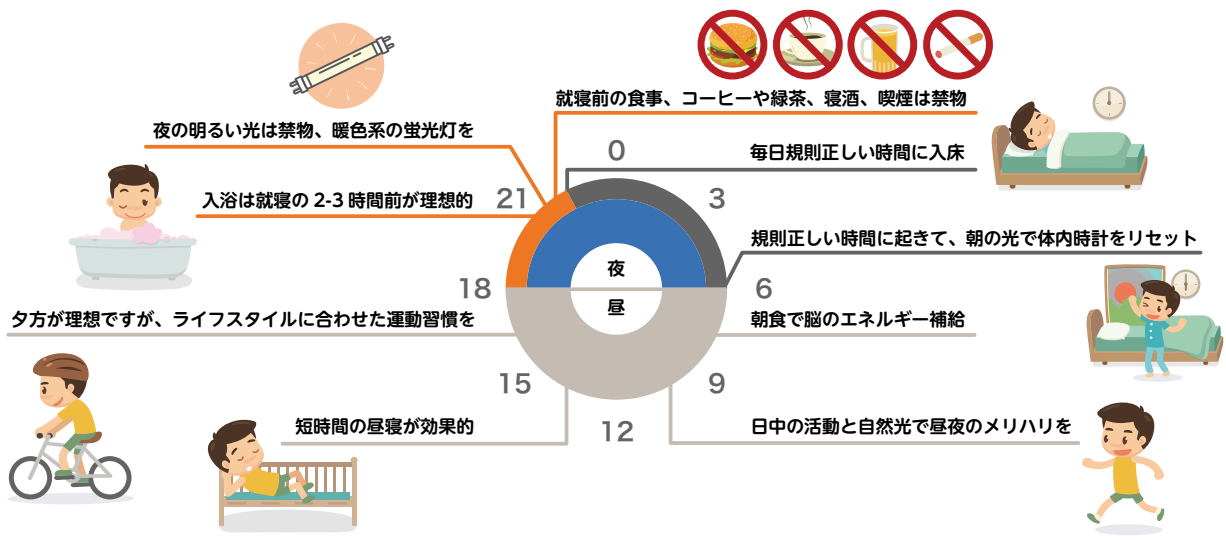 就寝前の食事、コーヒーや緑茶、寝酒、喫煙は禁物
夜の明るい光は禁物、暖色系の蛍光灯を
毎日規則正しい時間に入床
入浴は就寝の 2-3 時間前が理想的
規則正しい時間に起きて、朝の光で体内時計をリセット
夕方が理想ですが、ライフスタイルに合わせた運動習慣を
朝食で脳のエネルギー補給
短時間の昼寝が効果的
日中の活動と自然光で昼夜のメリハリを
0
3
6
9
12
15
18
21
夜
昼